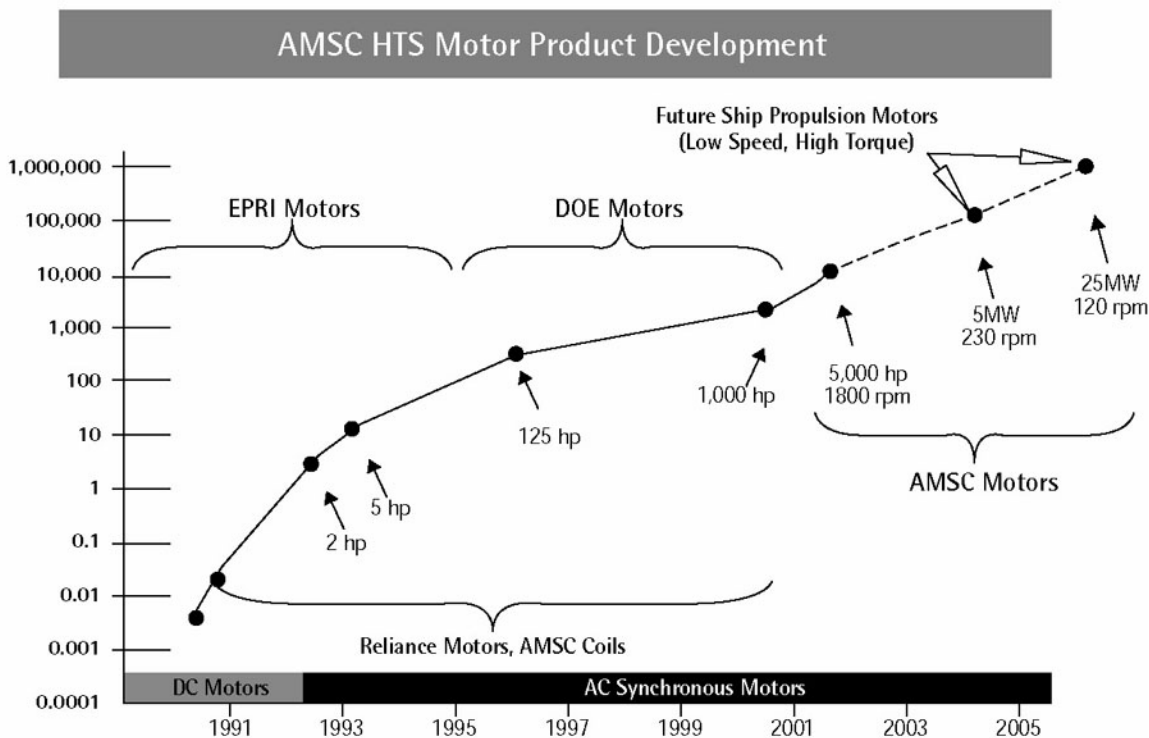 AMSC HTS Motor Product Development
Future Ship Propulsion Motors
(Low Speed, High Torque)
1,000,000
EPRI Motors
DOE Motors
100,000
10,000
25MW
120 rpm
5MW
230 rpm
1,000
100
1,000 hp
5,000 hp
1800 rpm
125 hp
10
AMSC Motors
1
5 hp
2 hp
0.1
0.01
Reliance Motors, AMSC Coils
0.001
DC Motors
AC Synchronous Motors
0.0001
1991 1993 1995 1997 1999 2001 2003 2005